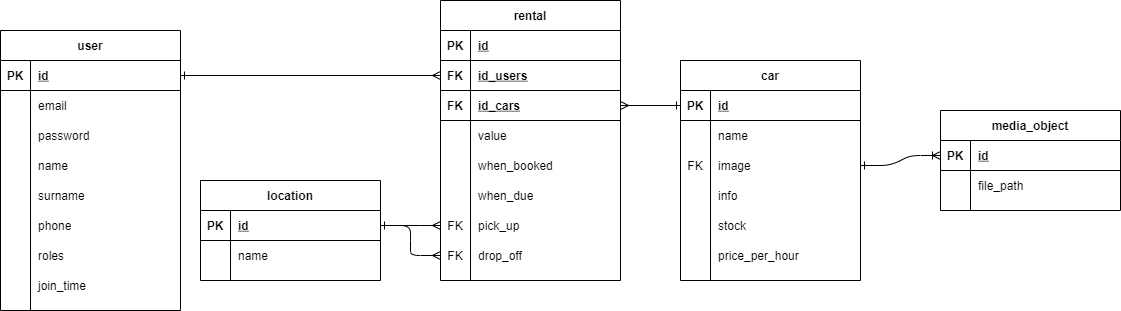 user
PK id
email
password
name
surname
phone
roles
join_time
location
PK id
name
rental
PK id
FK id_users
FK id_cars
value
when_booked
when_due
FK pick_up
FK drop_off
car
PK id
name
FK image
info
stock
price_per_hour
media_object
PK id
file_path